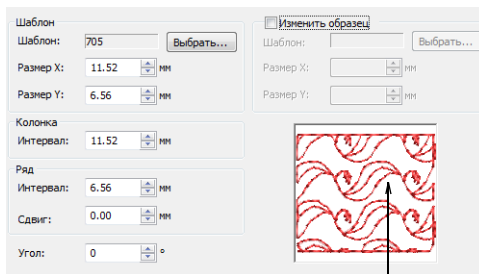 Шаблон
Шаблон: 705 Выбрать...
Размер X: 11.52 мм
Размер Y: 6.56 мм
Колонка
Интервал: 11.52 мм
Ряд
Интервал: 6.56 мм
Сдвиг: 0.00 мм
Угол: 0 °
Изменить образец
Шаблон: Выбрать...
Размер X: мм
Размер Y: мм